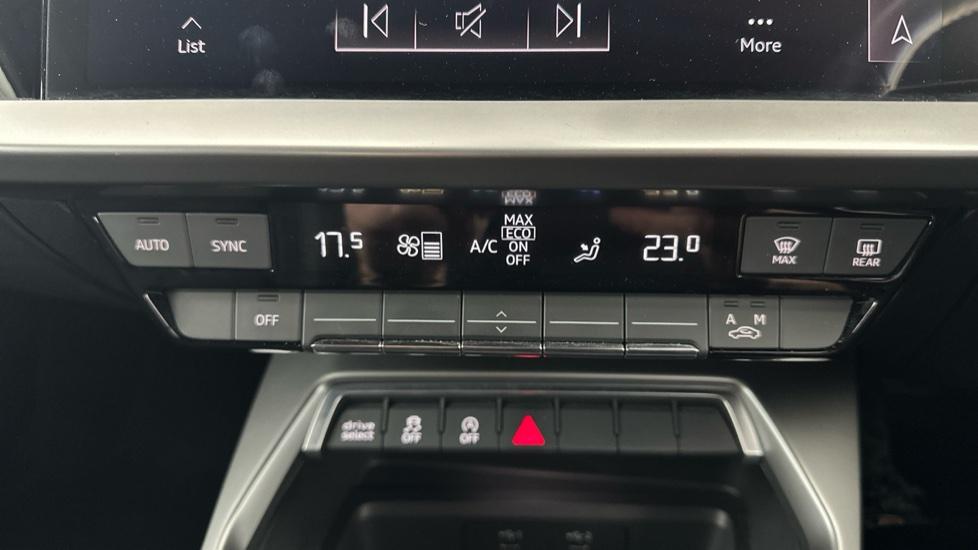 List
More
AUTO
SYNC
17.5
A/C
MAX
ECO
ON
OFF
23.0
MAX
REAR
OFF
A M
drive
select
OFF
A
OFF